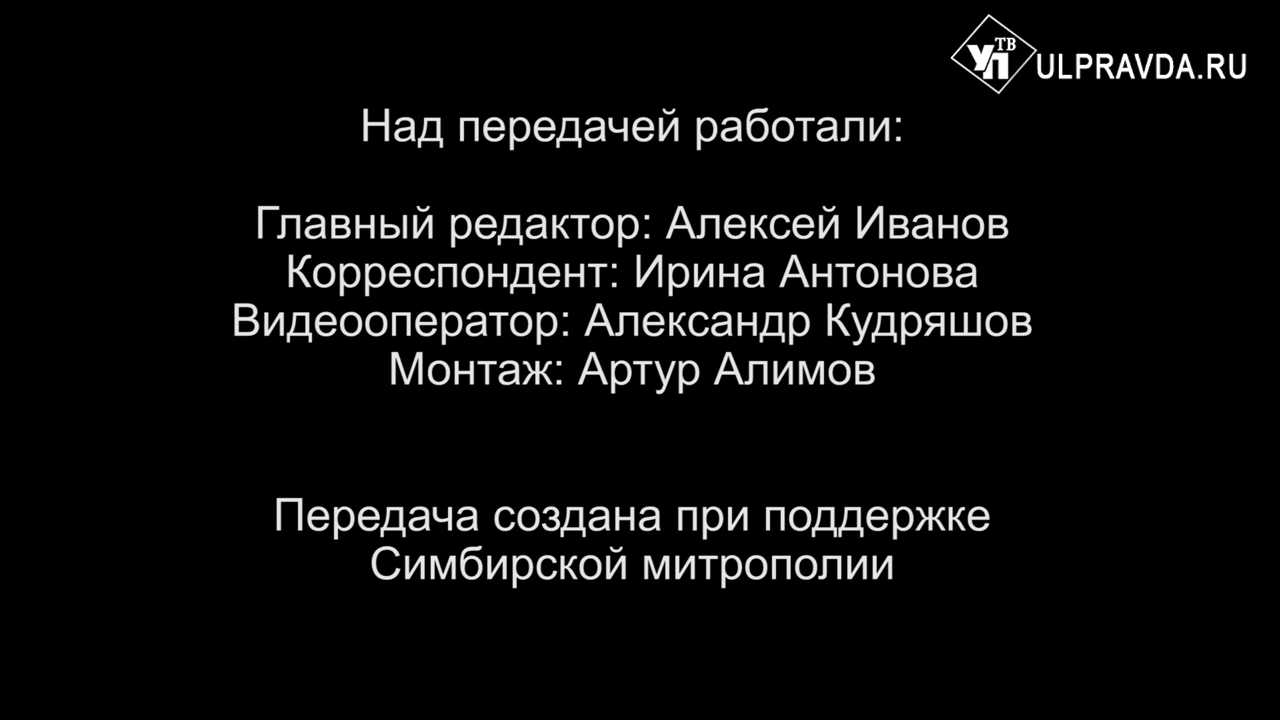 УП ТВ ULPRAVDA.RU
Над передачей работали:
Главный редактор: Алексей Иванов
Корреспондент: Ирина Антонова
Видеооператор: Александр Кудряшов
Монтаж: Артур Алимов
Передача создана при поддержке
Симбирской митрополии